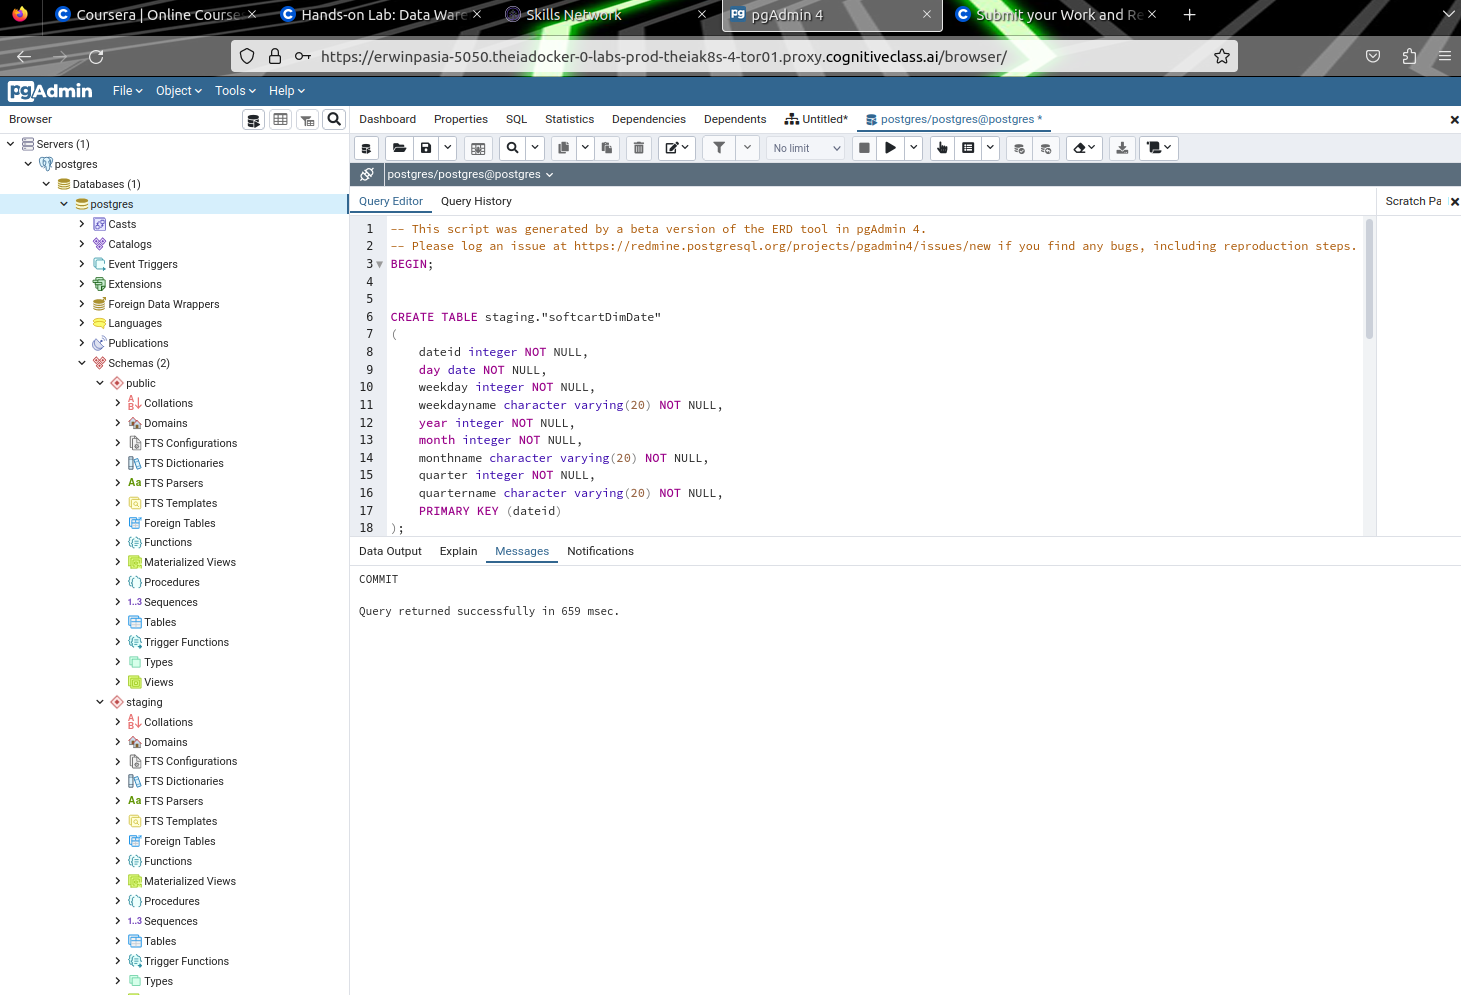 Coursera | Online Course
Hands-on Lab: Data Ware
Skills Network
pgAdmin 4
Submit your Work and Re
https://erwinpasia-5050.theiadocker-0-labs-prod-theiak8s-4-tor01.proxy.cognitiveclass.ai/browser/
pgAdmin
File
Object
Tools
Help
Browser
Dashboard
Properties
SQL
Statistics
Dependencies
Dependents
Untitled*
postgres/postgres@postgres *
No limit
postgres/postgres@postgres
Query Editor
Query History
Scratch Pa
Servers (1)
postgres
Databases (1)
postgres
Casts
Catalogs
Event Triggers
Extensions
Foreign Data Wrappers
Languages
Publications
Schemas (2)
public
Collations
Domains
FTS Configurations
FTS Dictionaries
Aa FTS Parsers
FTS Templates
Foreign Tables
Functions
Materialized Views
Procedures
1..3 Sequences
Tables
Trigger Functions
Types
Views
staging
Collations
Domains
FTS Configurations
FTS Dictionaries
Aa FTS Parsers
FTS Templates
Foreign Tables
Functions
Materialized Views
Procedures
1..3 Sequences
Tables
Trigger Functions
Types
1 -- This script was generated by a beta version of the ERD tool in pgAdmin 4.
2 -- Please log an issue at https://redmine.postgresql.org/projects/pgadmin4/issues/new if you find any bugs, including reproduction steps.
3 BEGIN;
4
5
6 CREATE TABLE staging."softcartDimDate"
7 (
8 dateid integer NOT NULL,
9 day date NOT NULL,
10 weekday integer NOT NULL,
11 weekdayname character varying(20) NOT NULL,
12 year integer NOT NULL,
13 month integer NOT NULL,
14 monthname character varying(20) NOT NULL,
15 quarter integer NOT NULL,
16 quartername character varying(20) NOT NULL,
17 PRIMARY KEY (dateid)
18 );
Data Output
Explain
Messages
Notifications
COMMIT
Query returned successfully in 659 msec.